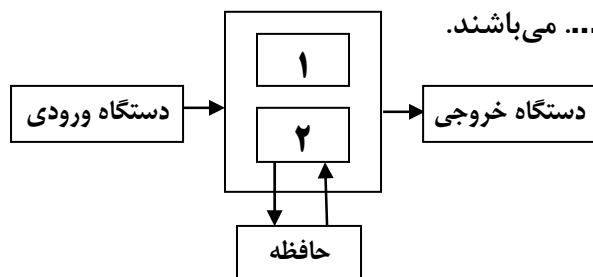 .... می‌باشند.
۱
دستگاه ورودی
دستگاه خروجی
۲
حافظه